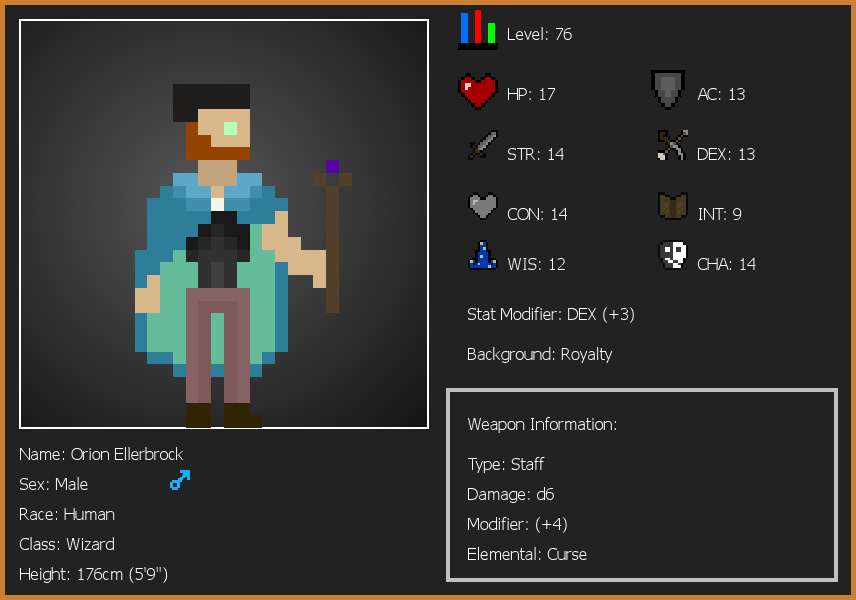 Level: 76
HP: 17
AC: 13
STR: 14
DEX: 13
CON: 14
INT: 9
WIS: 12
CHA: 14
Stat Modifier: DEX (+3)
Background: Royalty
Weapon Information:
Type: Staff
Damage: d6
Modifier: (+4)
Elemental: Curse
Name: Orion Ellerbrock
Sex: Male
Race: Human
Class: Wizard
Height: 176cm (5'9")